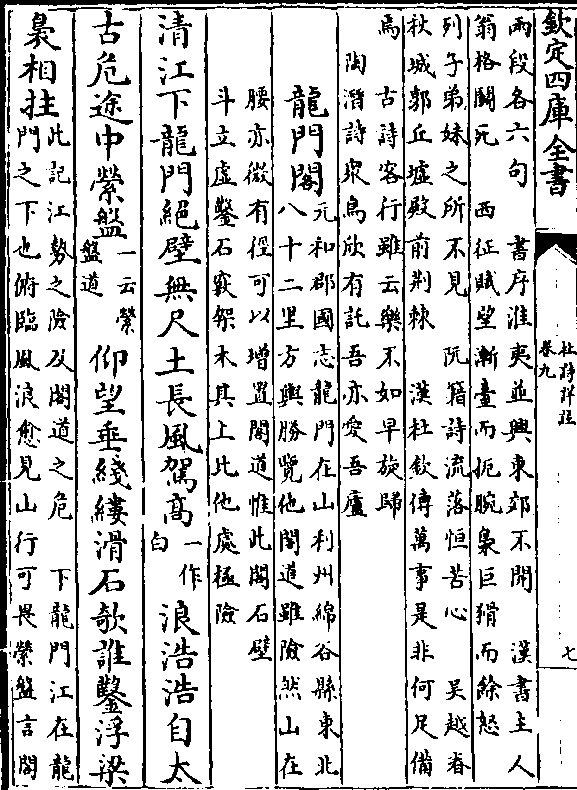 欽定四庫全書
杜詩詳註
卷九
七
兩段各六句　書序淮夷並興東郊不開　漢書主人
翁格鬭死　西征賦望漸臺而扼腕梟巨猾而餘怒
列子弟妹之所不見　阮籍詩流落恒苦心　吳越春
秋城郭丘墟殿前荆棘　漢杜欽傳萬事是非何足備
焉　古詩客行雖云樂不如早旋歸
陶潛詩衆鳥欣有託吾亦愛吾廬
龍門閣
元和郡國志龍門在山利州綿谷縣東北
八十二里方輿勝覽他閣道雖險然山在
腰亦微有徑可以增置閣道惟此閣石壁
斗立虛鑿石竅架木其上比他處極險
清江下龍門絕壁無尺土長風駕高一作白浪浩浩自太
古危途中縈盤一云縈盤道仰望垂綫縷滑石欹誰鑿浮梁
裊相拄
此記江勢之險及閣道之危　下龍門江在龍
門之下也俯臨風浪愈見山行可畏縈盤言閣